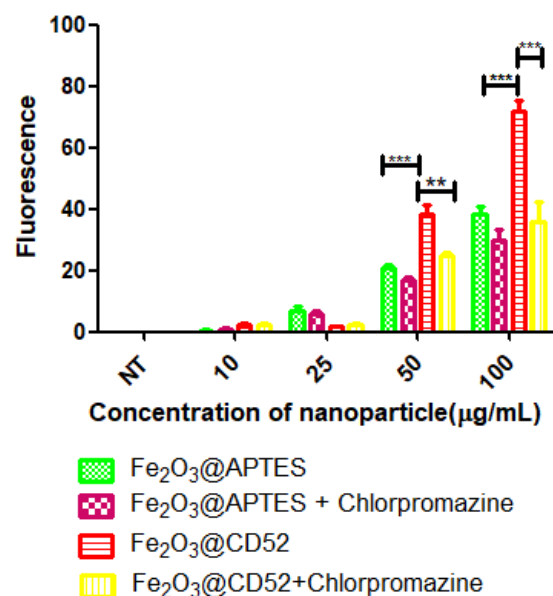 100
80
60
40
20
0
Fluorescence
***
**
***
***
NT
10
25
50
100
Concentration of nanoparticle(μg/mL)
Fe₂O₃@APTES
Fe₂O₃@APTES + Chlorpromazine
Fe₂O₃@CD52
Fe₂O₃@CD52+Chlorpromazine